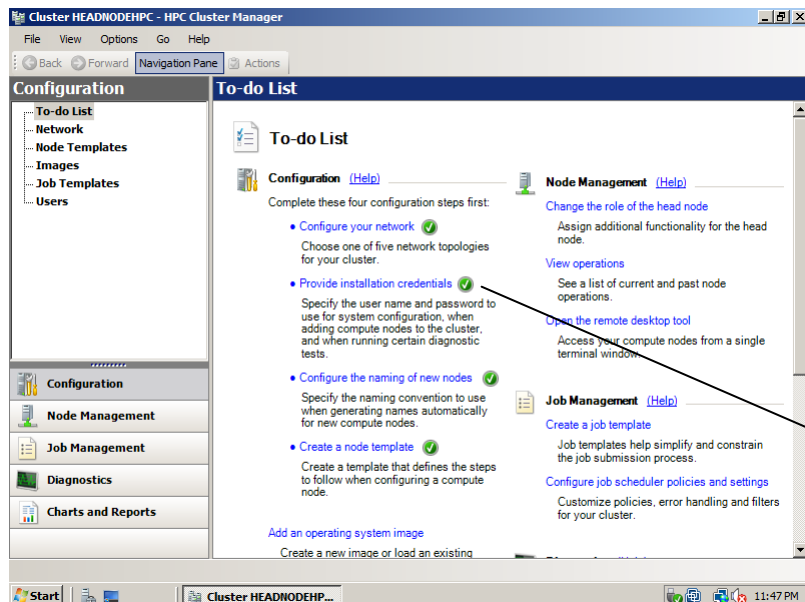 Cluster HEADNODEHPC - HPC Cluster Manager
File View Options Go Help
Back Forward Navigation Pane Actions
Configuration
To-do List
Network
Node Templates
Images
Job Templates
Users
Configuration
Node Management
Job Management
Diagnostics
Charts and Reports
To-do List
To-do List
Configuration (Help)
Complete these four configuration steps first:
• Configure your network
Choose one of five network topologies
for your cluster.
• Provide installation credentials
Specify the user name and password to
use for system configuration, when
adding compute nodes to the cluster,
and when running certain diagnostic
tests.
• Configure the naming of new nodes
Specify the naming convention to use
when generating names automatically
for new compute nodes.
• Create a node template
Create a template that defines the steps
to follow when configuring a compute
node.
Add an operating system image
Create a new image or load an existing
Node Management (Help)
Change the role of the head node
Assign additional functionality for the head
node.
View operations
See a list of current and past node
operations.
Open the remote desktop tool
Access your compute nodes from a single
terminal window.
Job Management (Help)
Create a job template
Job templates help simplify and constrain
the job submission process.
Configure job scheduler policies and settings
Customize policies, error handling and filters
for your cluster.
Start
Cluster HEADNODEHP...
11:47 PM